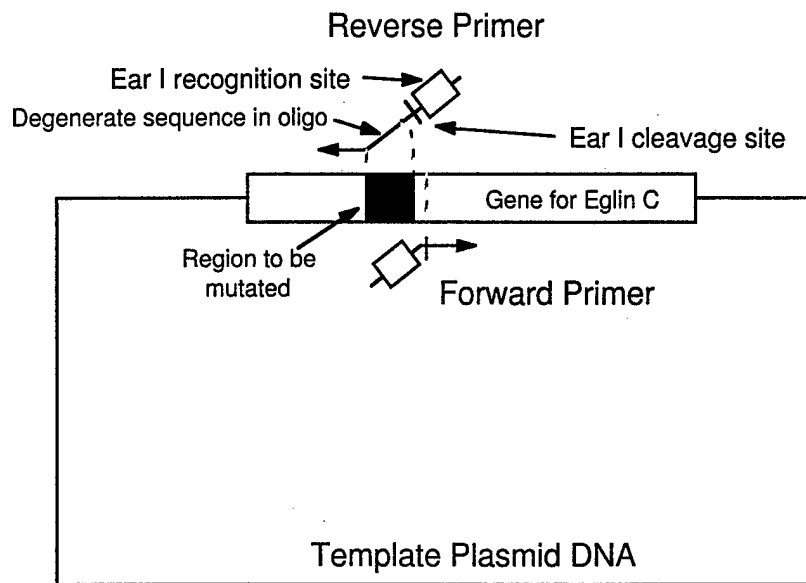 Reverse Primer
Ear I recognition site
Degenerate sequence in oligo
Ear I cleavage site
Gene for Eglin C
Region to be
mutated
Forward Primer
Template Plasmid DNA